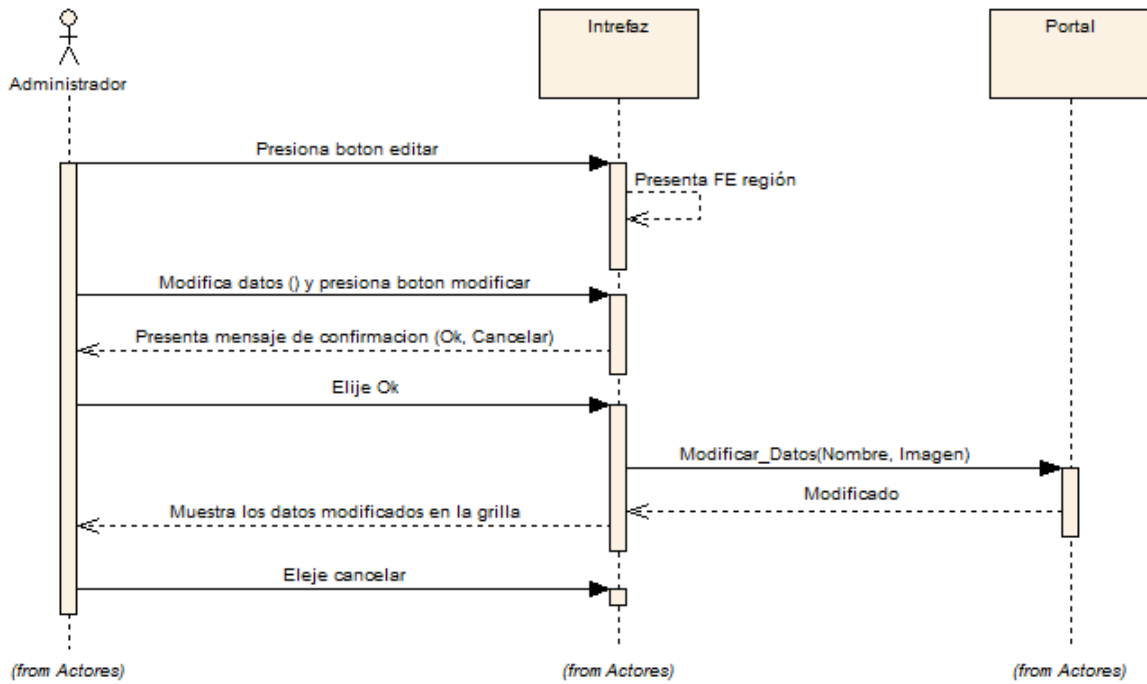 Intrefaz
Portal
Administrador
Presiona boton editar
Presenta FE región
Modifica datos () y presiona boton modificar
Presenta mensaje de confirmacion (Ok, Cancelar)
Elije Ok
Modificar_Datos(Nombre, Imagen)
Modificado
Muestra los datos modificados en la grilla
Eleje cancelar
(from Actores)
(from Actores)
(from Actores)